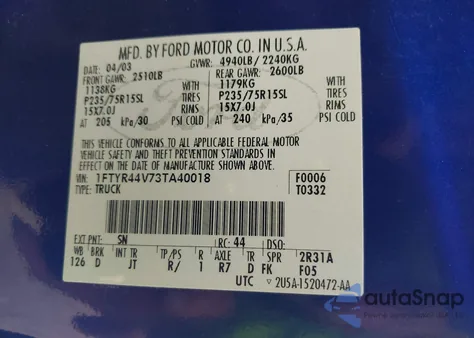 MFD. BY FORD MOTOR CO. IN U.S.A.
DATE: 04/03 GVWR: 4940LB/ 2240KG
FRONT GAWR: 2510LB REAR GAWR: 2600LB
1138KG WITH 1179KG WITH
P235/75R15SL TIRES P235/75R15SL TIRES
15X7.0J RIMS 15X7.0J RIMS
AT 205 kPa/30 PSI COLD AT 240 kPa/35 PSI COLD
Ford
THIS VEHICLE CONFORMS TO ALL APPLICABLE FEDERAL MOTOR
VEHICLE SAFETY AND THEFT PREVENTION STANDARDS IN
EFFECT ON THE DATE OF MANUFACTURE SHOWN ABOVE.
VIN: 1FTYR44V73TA40018 F0006
TYPE: TRUCK T0332
EXT PNT: SN RC: 44 DSO:
WB BRK INT TR TP/PS R AXLE TR SPR 2R31A
126 D JT R/ 1 R7 D FK F05
UTC 2U5A-1520472-AA
autoSnap